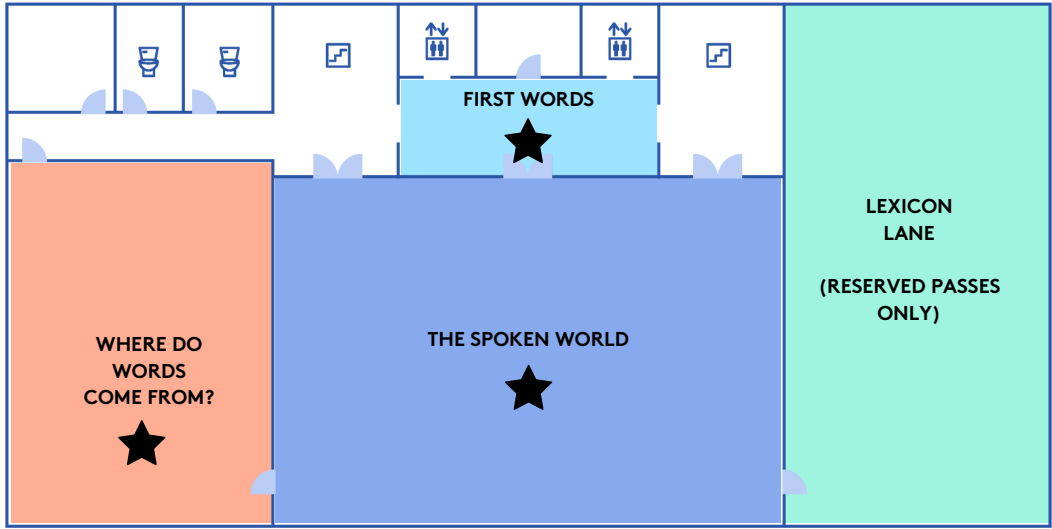 FIRST WORDS
LEXICON
LANE
(RESERVED PASSES
ONLY)
THE SPOKEN WORLD
WHERE DO
WORDS
COME FROM?